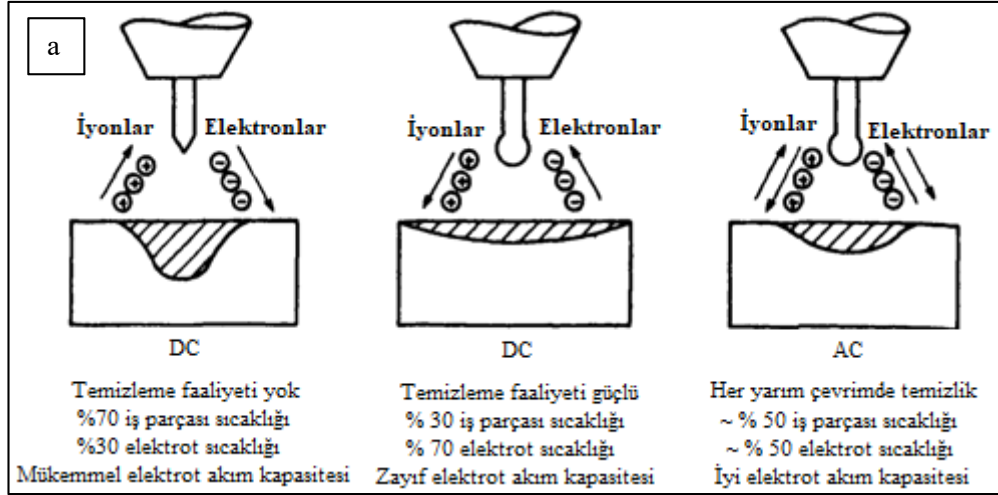 a
İyonlar Elektronlar
DC
Temizleme faaliyeti yok
%70 iş parçası sıcaklığı
%30 elektrot sıcaklığı
Mükemmel elektrot akım kapasitesi
İyonlar Elektronlar
DC
Temizleme faaliyeti güçlü
% 30 iş parçası sıcaklığı
% 70 elektrot sıcaklığı
Zayıf elektrot akım kapasitesi
İyonlar Elektronlar
AC
Her yarım çevrimde temizlik
~ % 50 iş parçası sıcaklığı
~ % 50 elektrot sıcaklığı
İyi elektrot akım kapasitesi